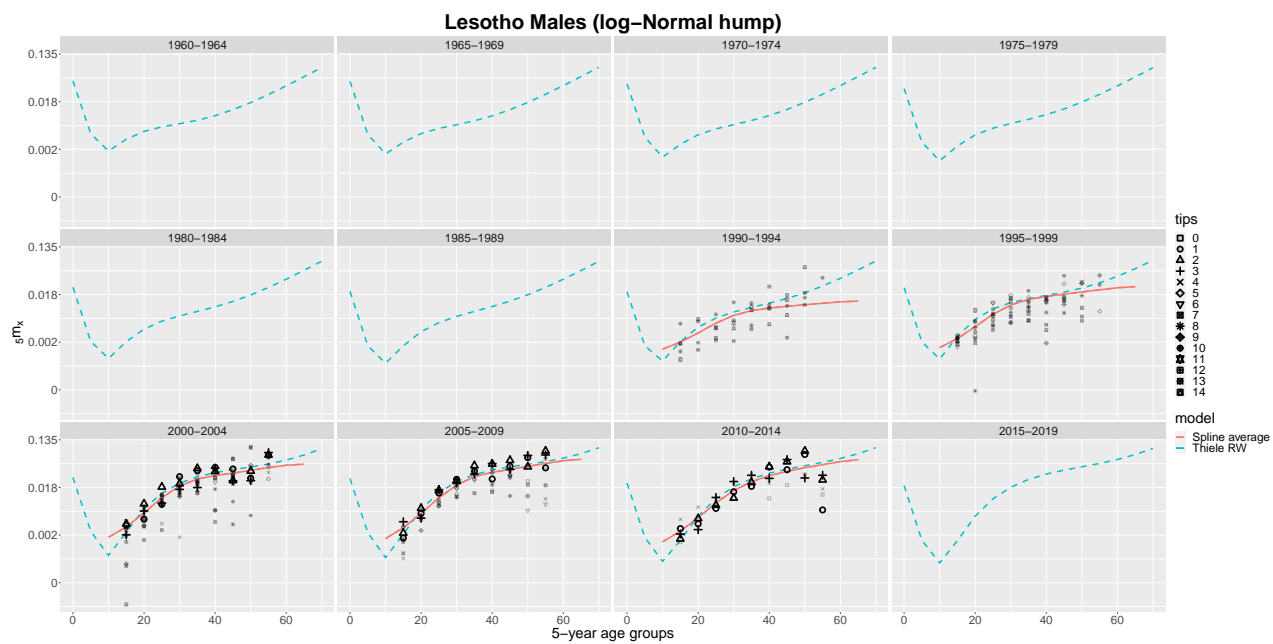 Lesotho Males (log−Normal hump)
1960−1964 1965−1969 1970−1974 1975−1979
0.135
0.018
0.002
0
1980−1984 1985−1989 1990−1994 1995−1999
0.135
0.018
0.002
0
2000−2004 2005−2009 2010−2014 2015−2019
0.135
0.018
0.002
0
0 20 40 60 0 20 40 60 0 20 40 60 0 20 40 60
5−year age groups
5mx
tips
0
1
2
3
4
5
6
7
8
9
10
11
12
13
14
model
Spline average
Thiele RW